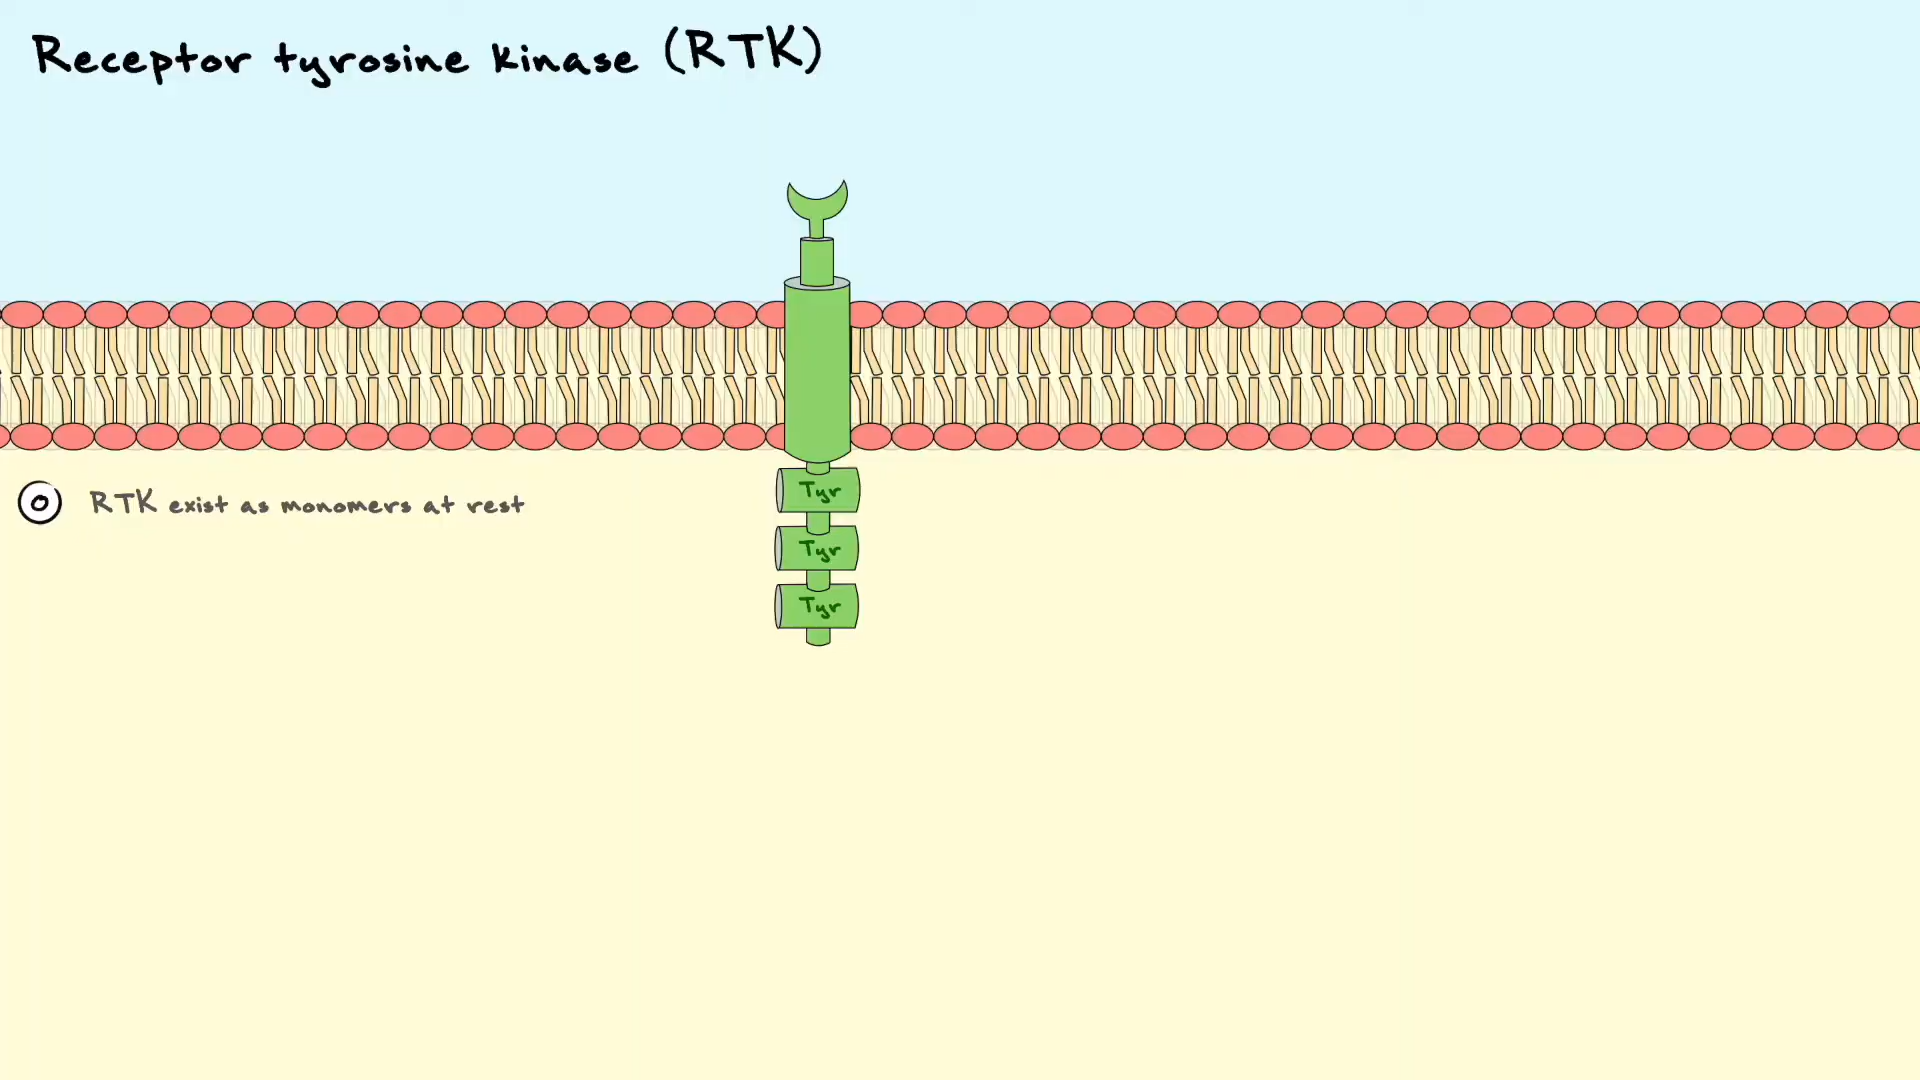 Receptor tyrosine kinase (RTK)
0 RTK exist as monomers at rest
Tyr
Tyr
Tyr